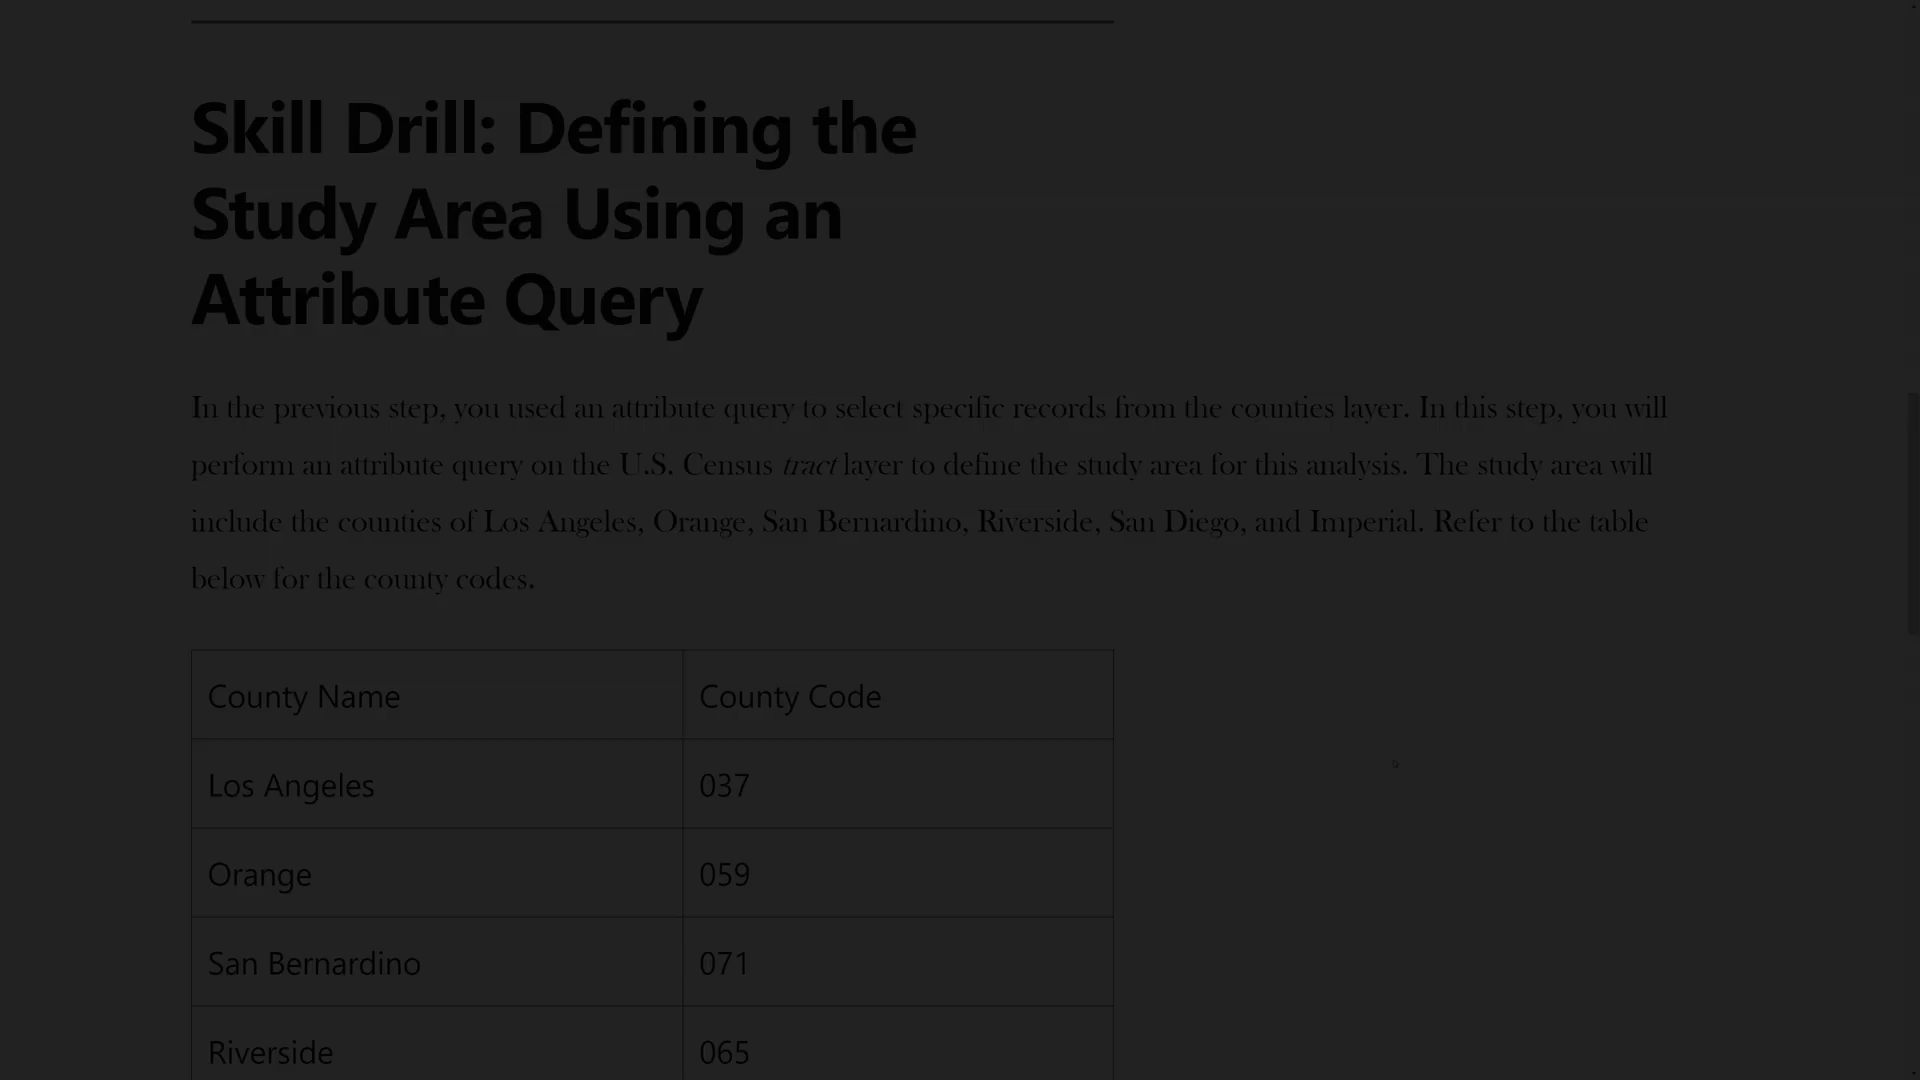 Skill Drill: Defining the
Study Area Using an
Attribute Query
In the previous step, you used an attribute query to select specific records from the counties layer. In this step, you will
perform an attribute query on the U.S. Census tract layer to define the study area for this analysis. The study area will
include the counties of Los Angeles, Orange, San Bernardino, Riverside, San Diego, and Imperial. Refer to the table
below for the county codes.
County Name County Code
Los Angeles 037
Orange 059
San Bernardino 071
Riverside 065